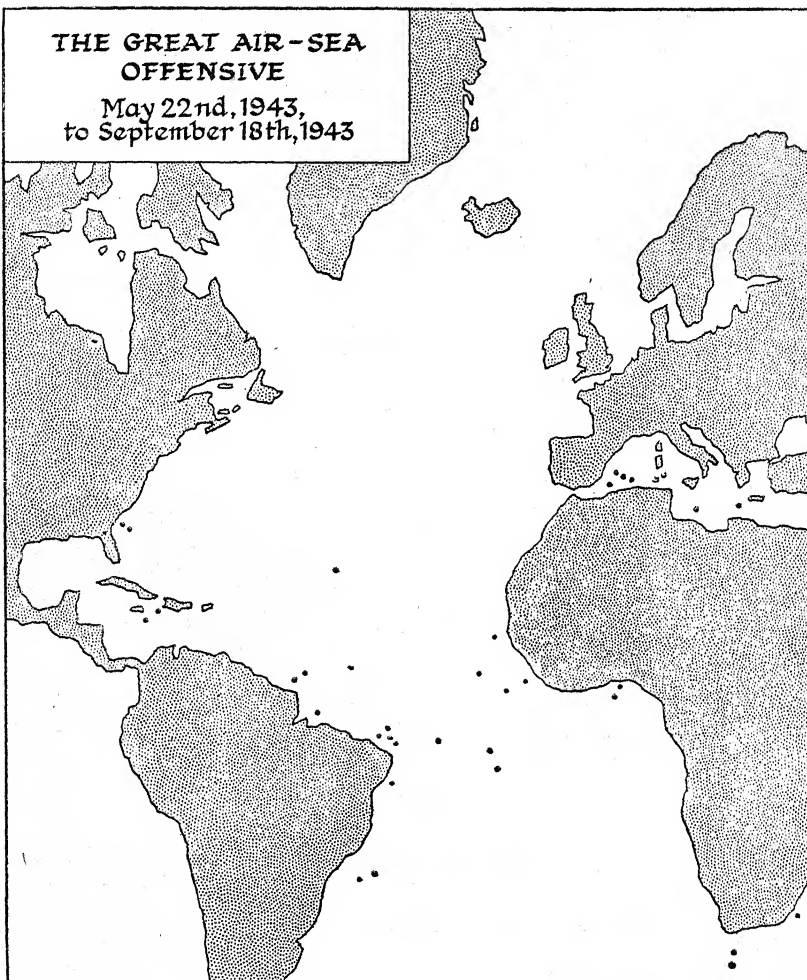 THE GREAT AIR-SEA
OFFENSIVE
May 22nd, 1943,
to September 18th, 1943